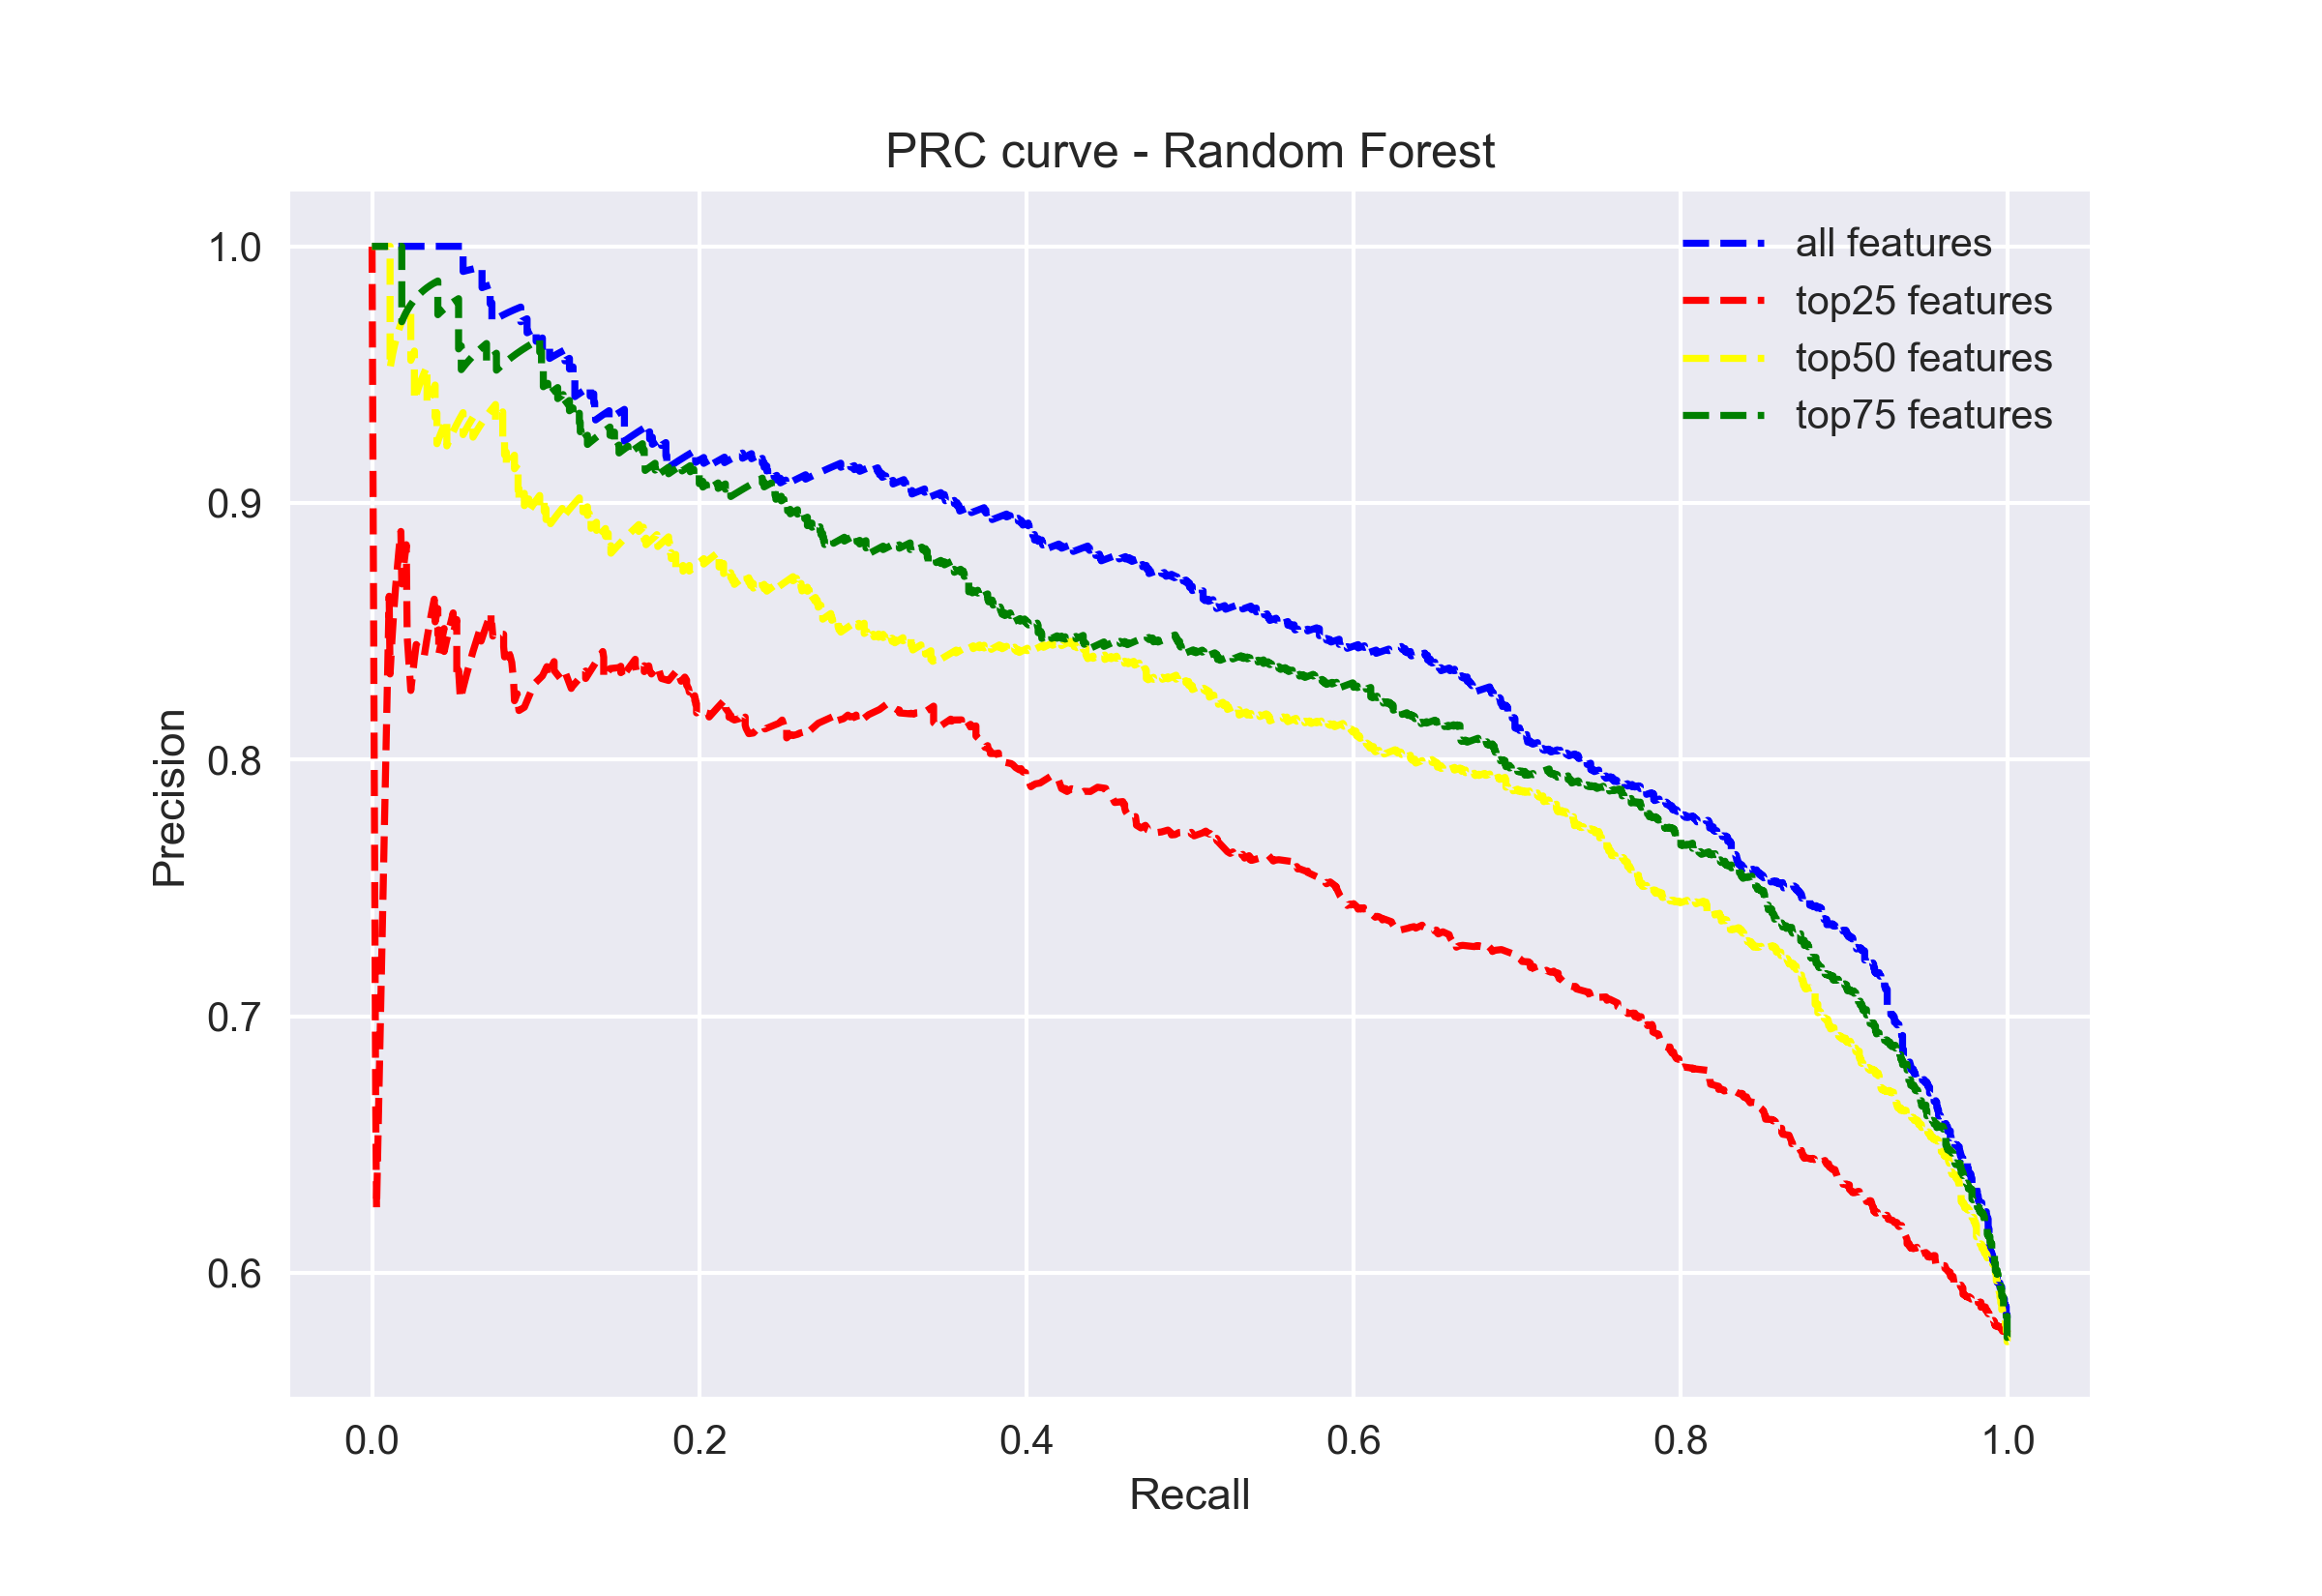 PRC curve - Random Forest
1.0
0.9
0.8
0.7
0.6
Precision
all features
top25 features
top50 features
top75 features
0.0 0.2 0.4 0.6 0.8 1.0
Recall